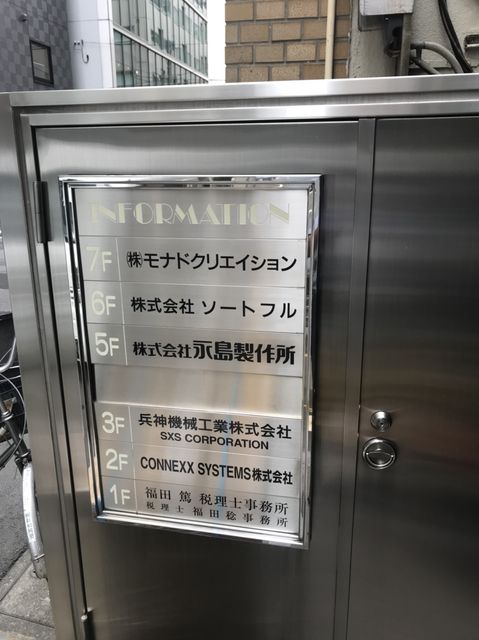 INFORMATION
7F ㈱モナドクリエイション
6F 株式会社 ソートフル
5F 株式会社永島製作所
3F 兵神機械工業株式会社
SXS CORPORATION
2F CONNEXX SYSTEMS株式会社
1F 福田 篤 税理士事務所
税理士 福田稔事務所